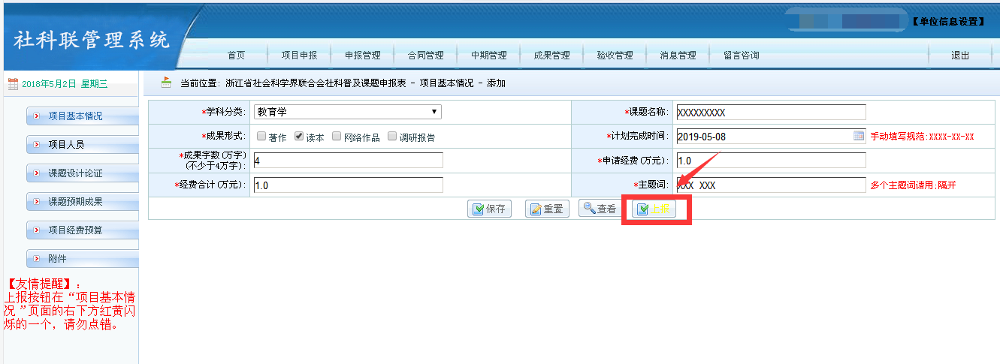 【单位信息设置】
社科联管理系统
首页 项目申报 申报管理 合同管理 中期管理 成果管理 验收管理 消息管理 留言咨询 退出
2018年5月2日 星期三
当前位置: 浙江省社会科学界联合会社科普及课题申报表 - 项目基本情况 - 添加
项目基本情况
项目人员
课题设计论证
课题预期成果
项目经费预算
附件
【友情提醒】:
上报按钮在“项目基本情
况 ”页面的右下方红黄闪
烁的一个，请勿点错。
*学科分类: 教育学 *课题名称: XXXXXXXXX
*成果形式: 著作 读本 网络作品 调研报告 *计划完成时间: 2019-05-08 手动填写规范:XXXX-XX-XX
*成果字数(万字)
(不少于4万字): 4 *申请经费(万元): 1.0
*经费合计(万元): 1.0 *主题词: XXX XXX 多个主题词请用;隔开
保存 重置 查看 上报